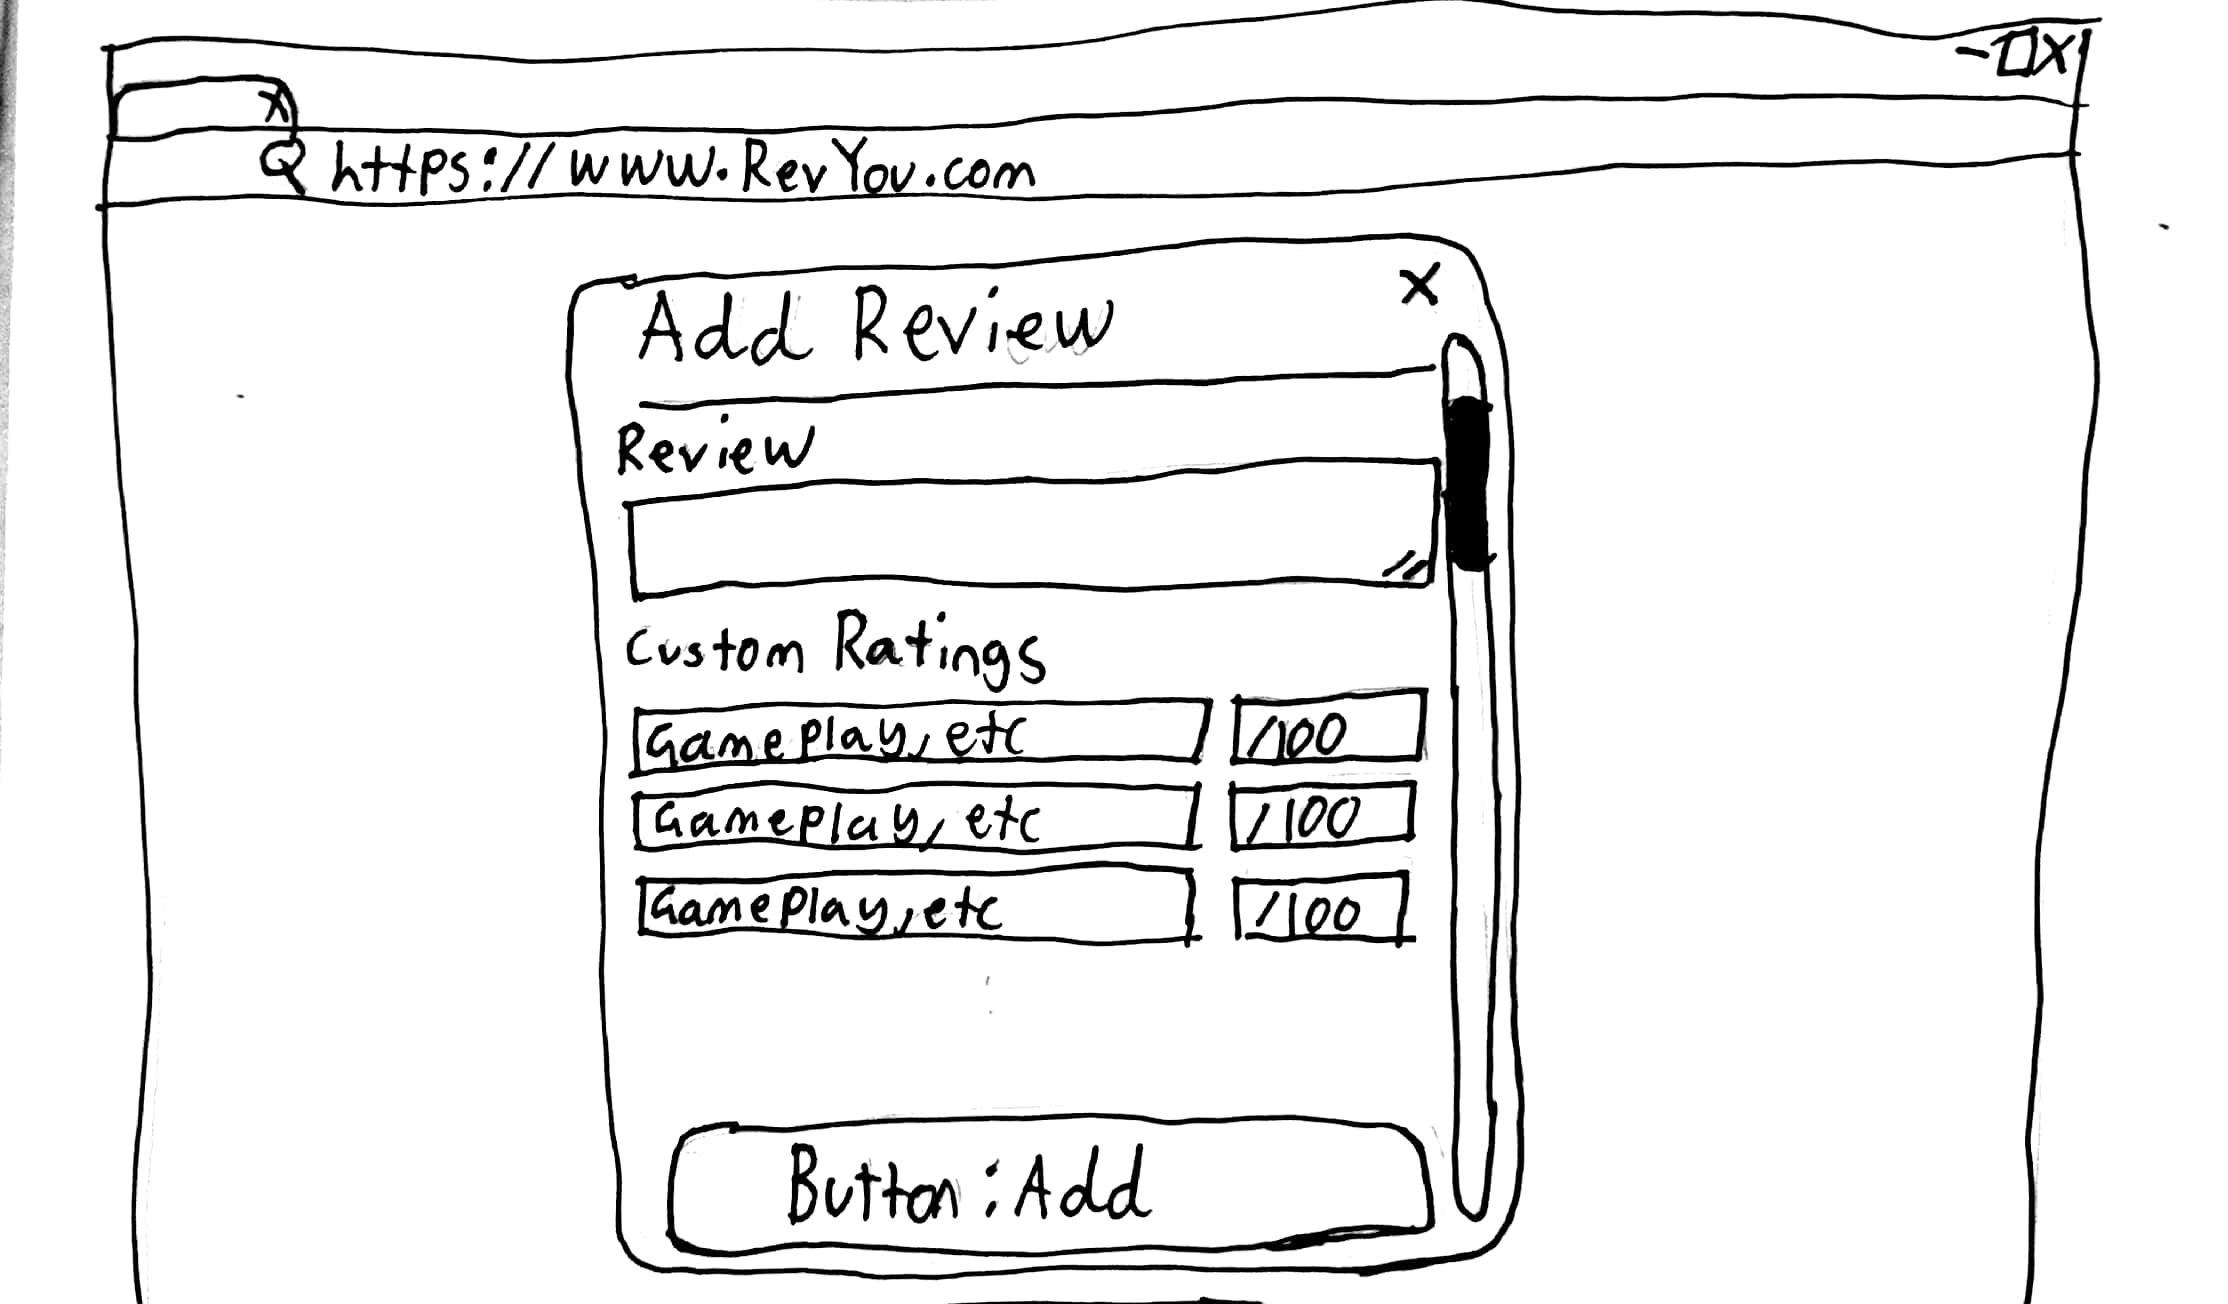 https://www.RevYou.com
X
Add Review
Review
Custom Ratings
Gameplay, etc /100
Gameplay, etc /100
Gameplay, etc /100
Button: Add